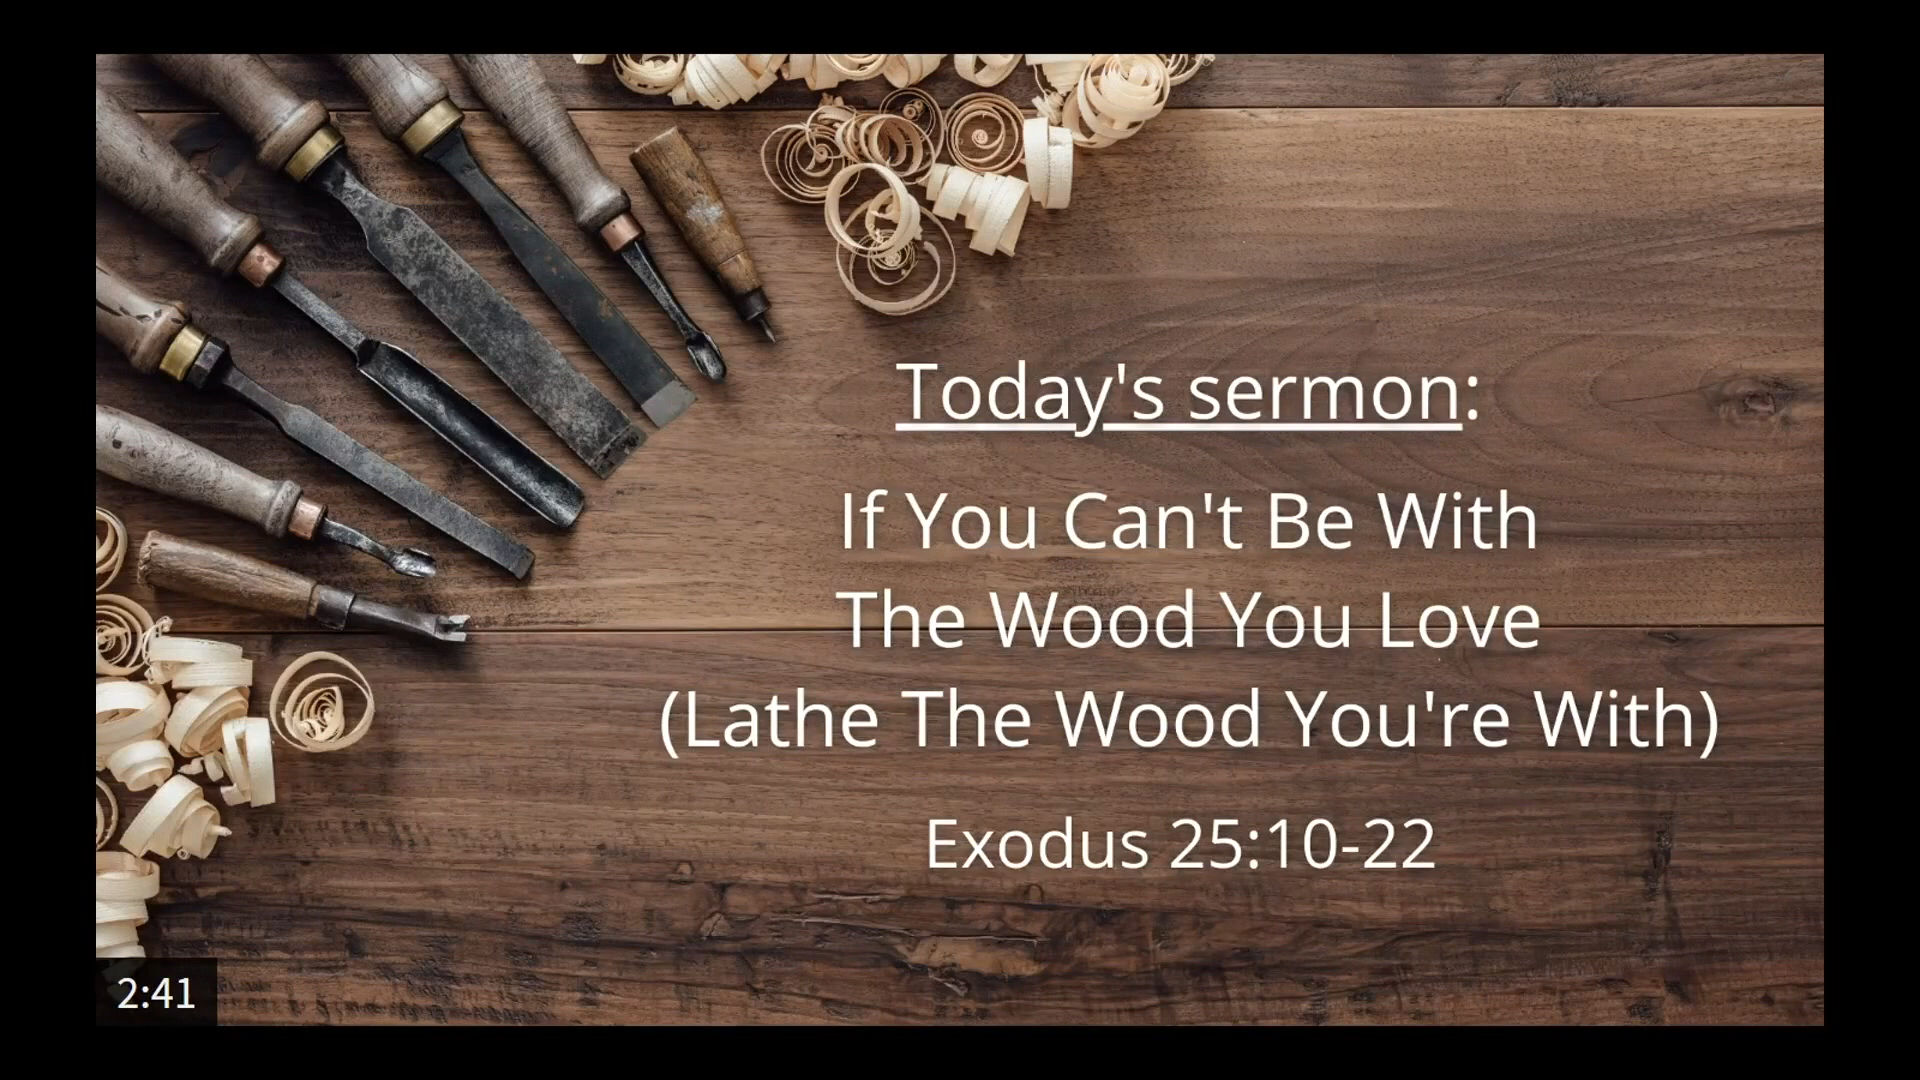 Today's sermon:
If You Can't Be With
The Wood You Love
(Lathe The Wood You're With)
Exodus 25:10-22
2:41